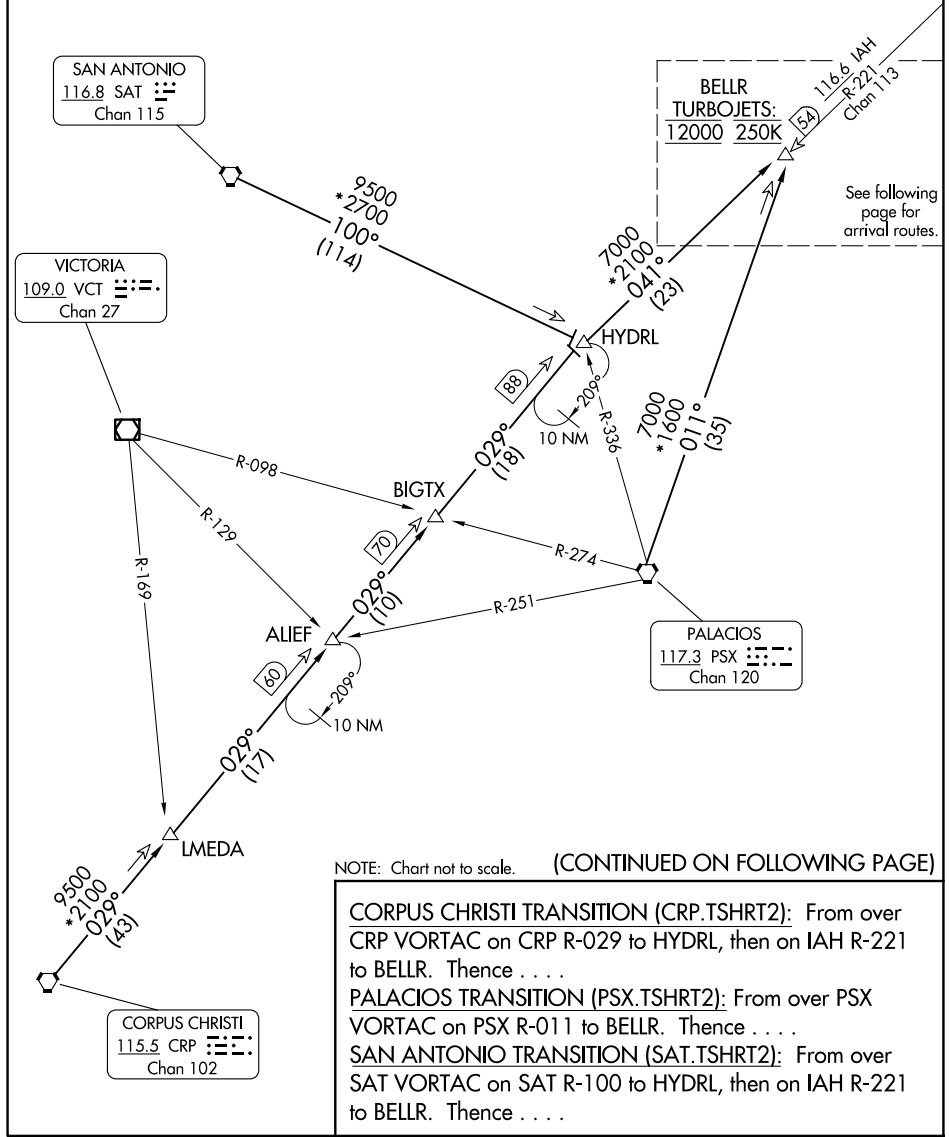 SAN ANTONIO
116.8 SAT
Chan 115
BELLR
TURBOJETS:
12000 250K
54
116.6 IAH
R-221
Chan 113
See following
page for
arrival routes.
9500
*2700
100°
(114)
VICTORIA
109.0 VCT
Chan 27
7000
*2100
041°
(23)
HYDRL
88
209°
10 NM
R-336
7000
*1600
011°
(35)
029°
(18)
R-098
BIGTX
R-129
70
R-274
R-169
029°
(10)
R-251
ALIEF
PALACIOS
117.3 PSX
Chan 120
60
209°
10 NM
029°
(17)
LMEDA
9500
*2100
029°
(43)
CORPUS CHRISTI
115.5 CRP
Chan 102
NOTE: Chart not to scale.
(CONTINUED ON FOLLOWING PAGE)
CORPUS CHRISTI TRANSITION (CRP.TSHRT2): From over
CRP VORTAC on CRP R-029 to HYDRL, then on IAH R-221
to BELLR. Thence . . . .
PALACIOS TRANSITION (PSX.TSHRT2): From over PSX
VORTAC on PSX R-011 to BELLR. Thence . . . .
SAN ANTONIO TRANSITION (SAT.TSHRT2): From over
SAT VORTAC on SAT R-100 to HYDRL, then on IAH R-221
to BELLR. Thence . . . .